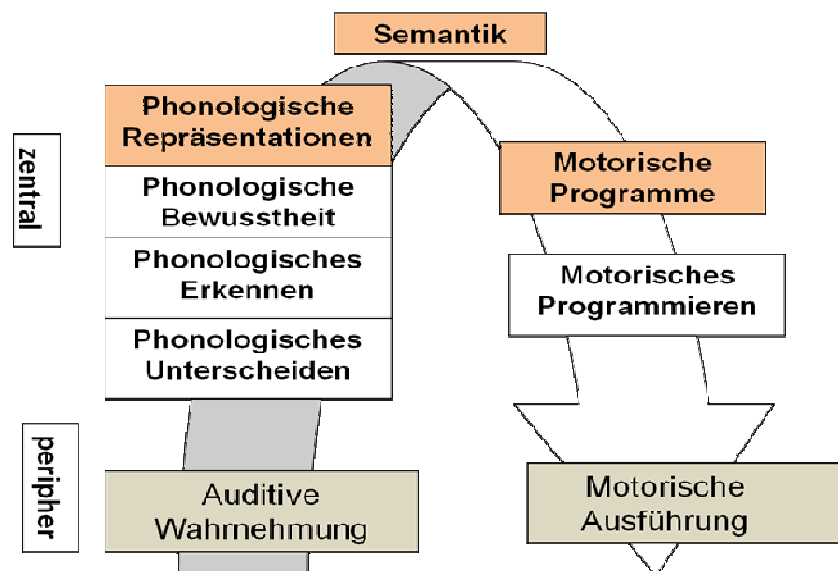 Semantik
Phonologische
Repräsentationen
Phonologische
Bewusstheit
Phonologisches
Erkennen
Phonologisches
Unterscheiden
Auditive
Wahrnehmung
Motorische
Programme
Motorisches
Programmieren
Motorische
Ausführung
zentral
peripher